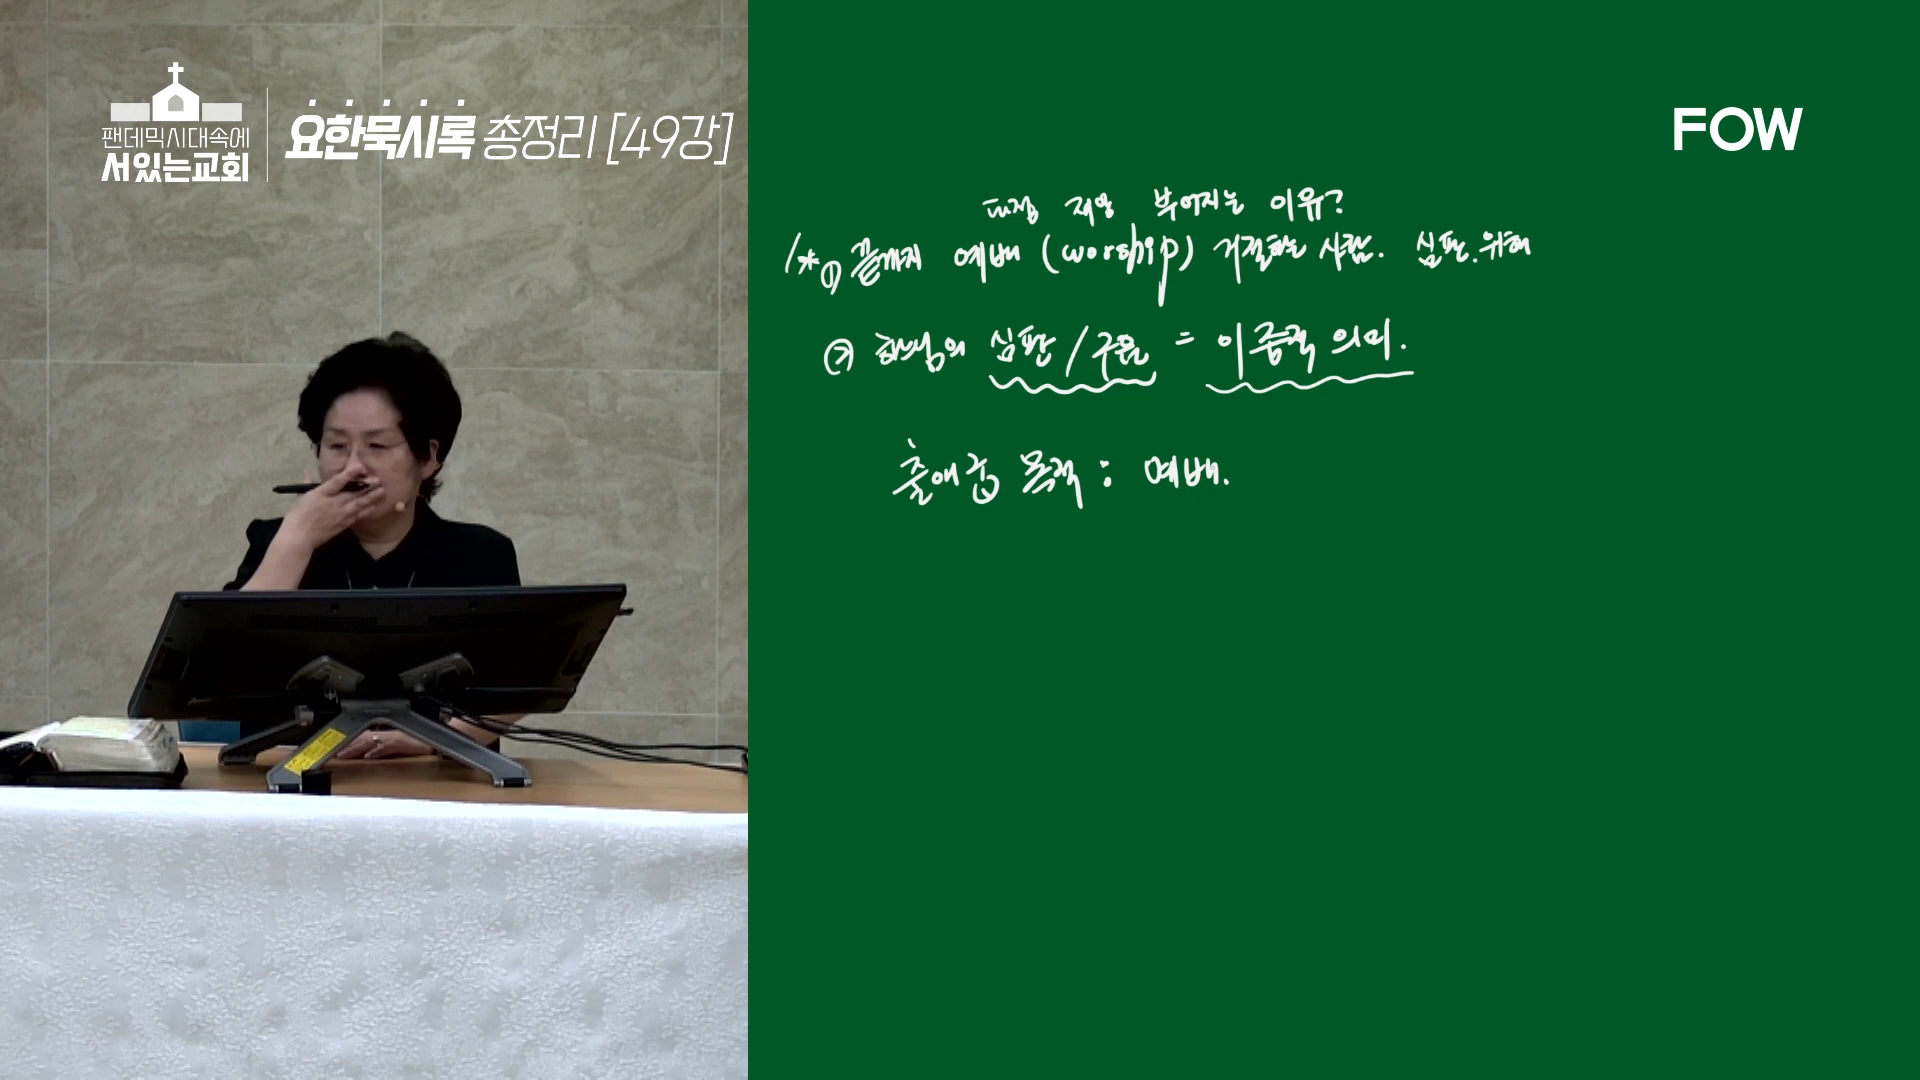 팬데믹시대속에
서있는교회
요한묵시록 총정리 [49강]
FOW
대접 재앙 부어지는 이유?
/* ① 끝까지 예배 (worship) 거절하는 사람. 심판.위해
② 하나님의 심판/구원 = 이중적 의미.
출애굽 목적 : 예배.